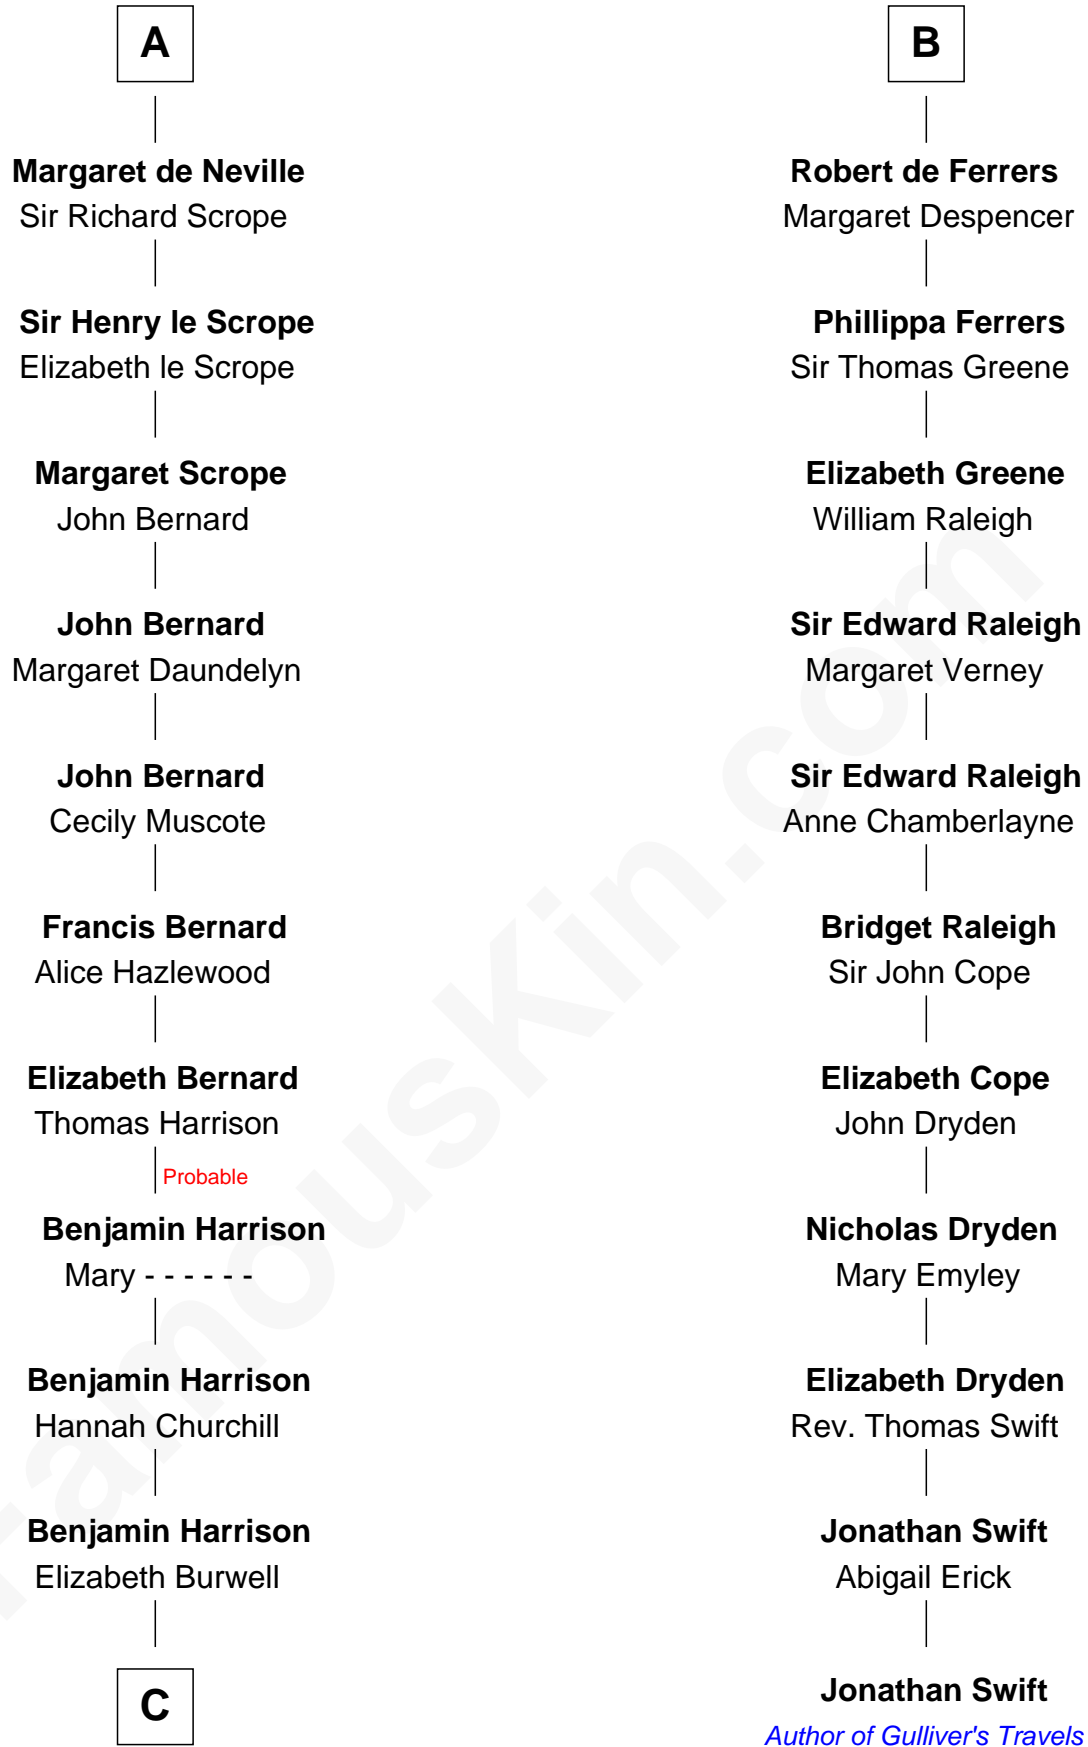 A
Margaret de Neville
Sir Richard Scrope
Sir Henry le Scrope
Elizabeth le Scrope
Margaret Scrope
John Bernard
John Bernard
Margaret Daundelyn
John Bernard
Cecily Muscote
Francis Bernard
Alice Hazlewood
Elizabeth Bernard
Thomas Harrison
Probable
Benjamin Harrison
Mary - - - - - -
Benjamin Harrison
Hannah Churchill
Benjamin Harrison
Elizabeth Burwell
C
B
Robert de Ferrers
Margaret Despencer
Phillippa Ferrers
Sir Thomas Greene
Elizabeth Greene
William Raleigh
Sir Edward Raleigh
Margaret Verney
Sir Edward Raleigh
Anne Chamberlayne
Bridget Raleigh
Sir John Cope
Elizabeth Cope
John Dryden
Nicholas Dryden
Mary Emyley
Elizabeth Dryden
Rev. Thomas Swift
Jonathan Swift
Abigail Erick
Jonathan Swift
Author of Gulliver's Travels
FamousKin.com